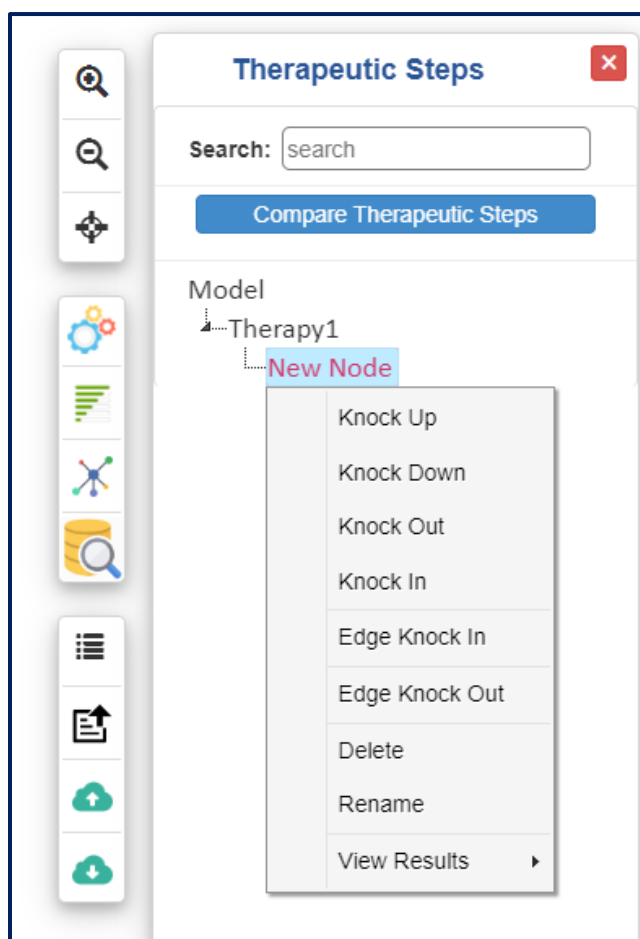 Therapeutic Steps
Search: search
Compare Therapeutic Steps
Model
Therapy1
New Node
Knock Up
Knock Down
Knock Out
Knock In
Edge Knock In
Edge Knock Out
Delete
Rename
View Results